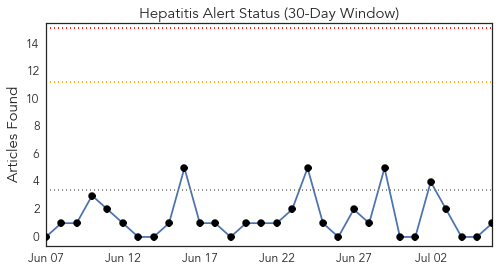 Hepatitis Alert Status (30-Day Window)
Articles Found
14
12
10
8
6
4
2
0
Jun 07 Jun 12 Jun 17 Jun 22 Jun 27 Jul 02